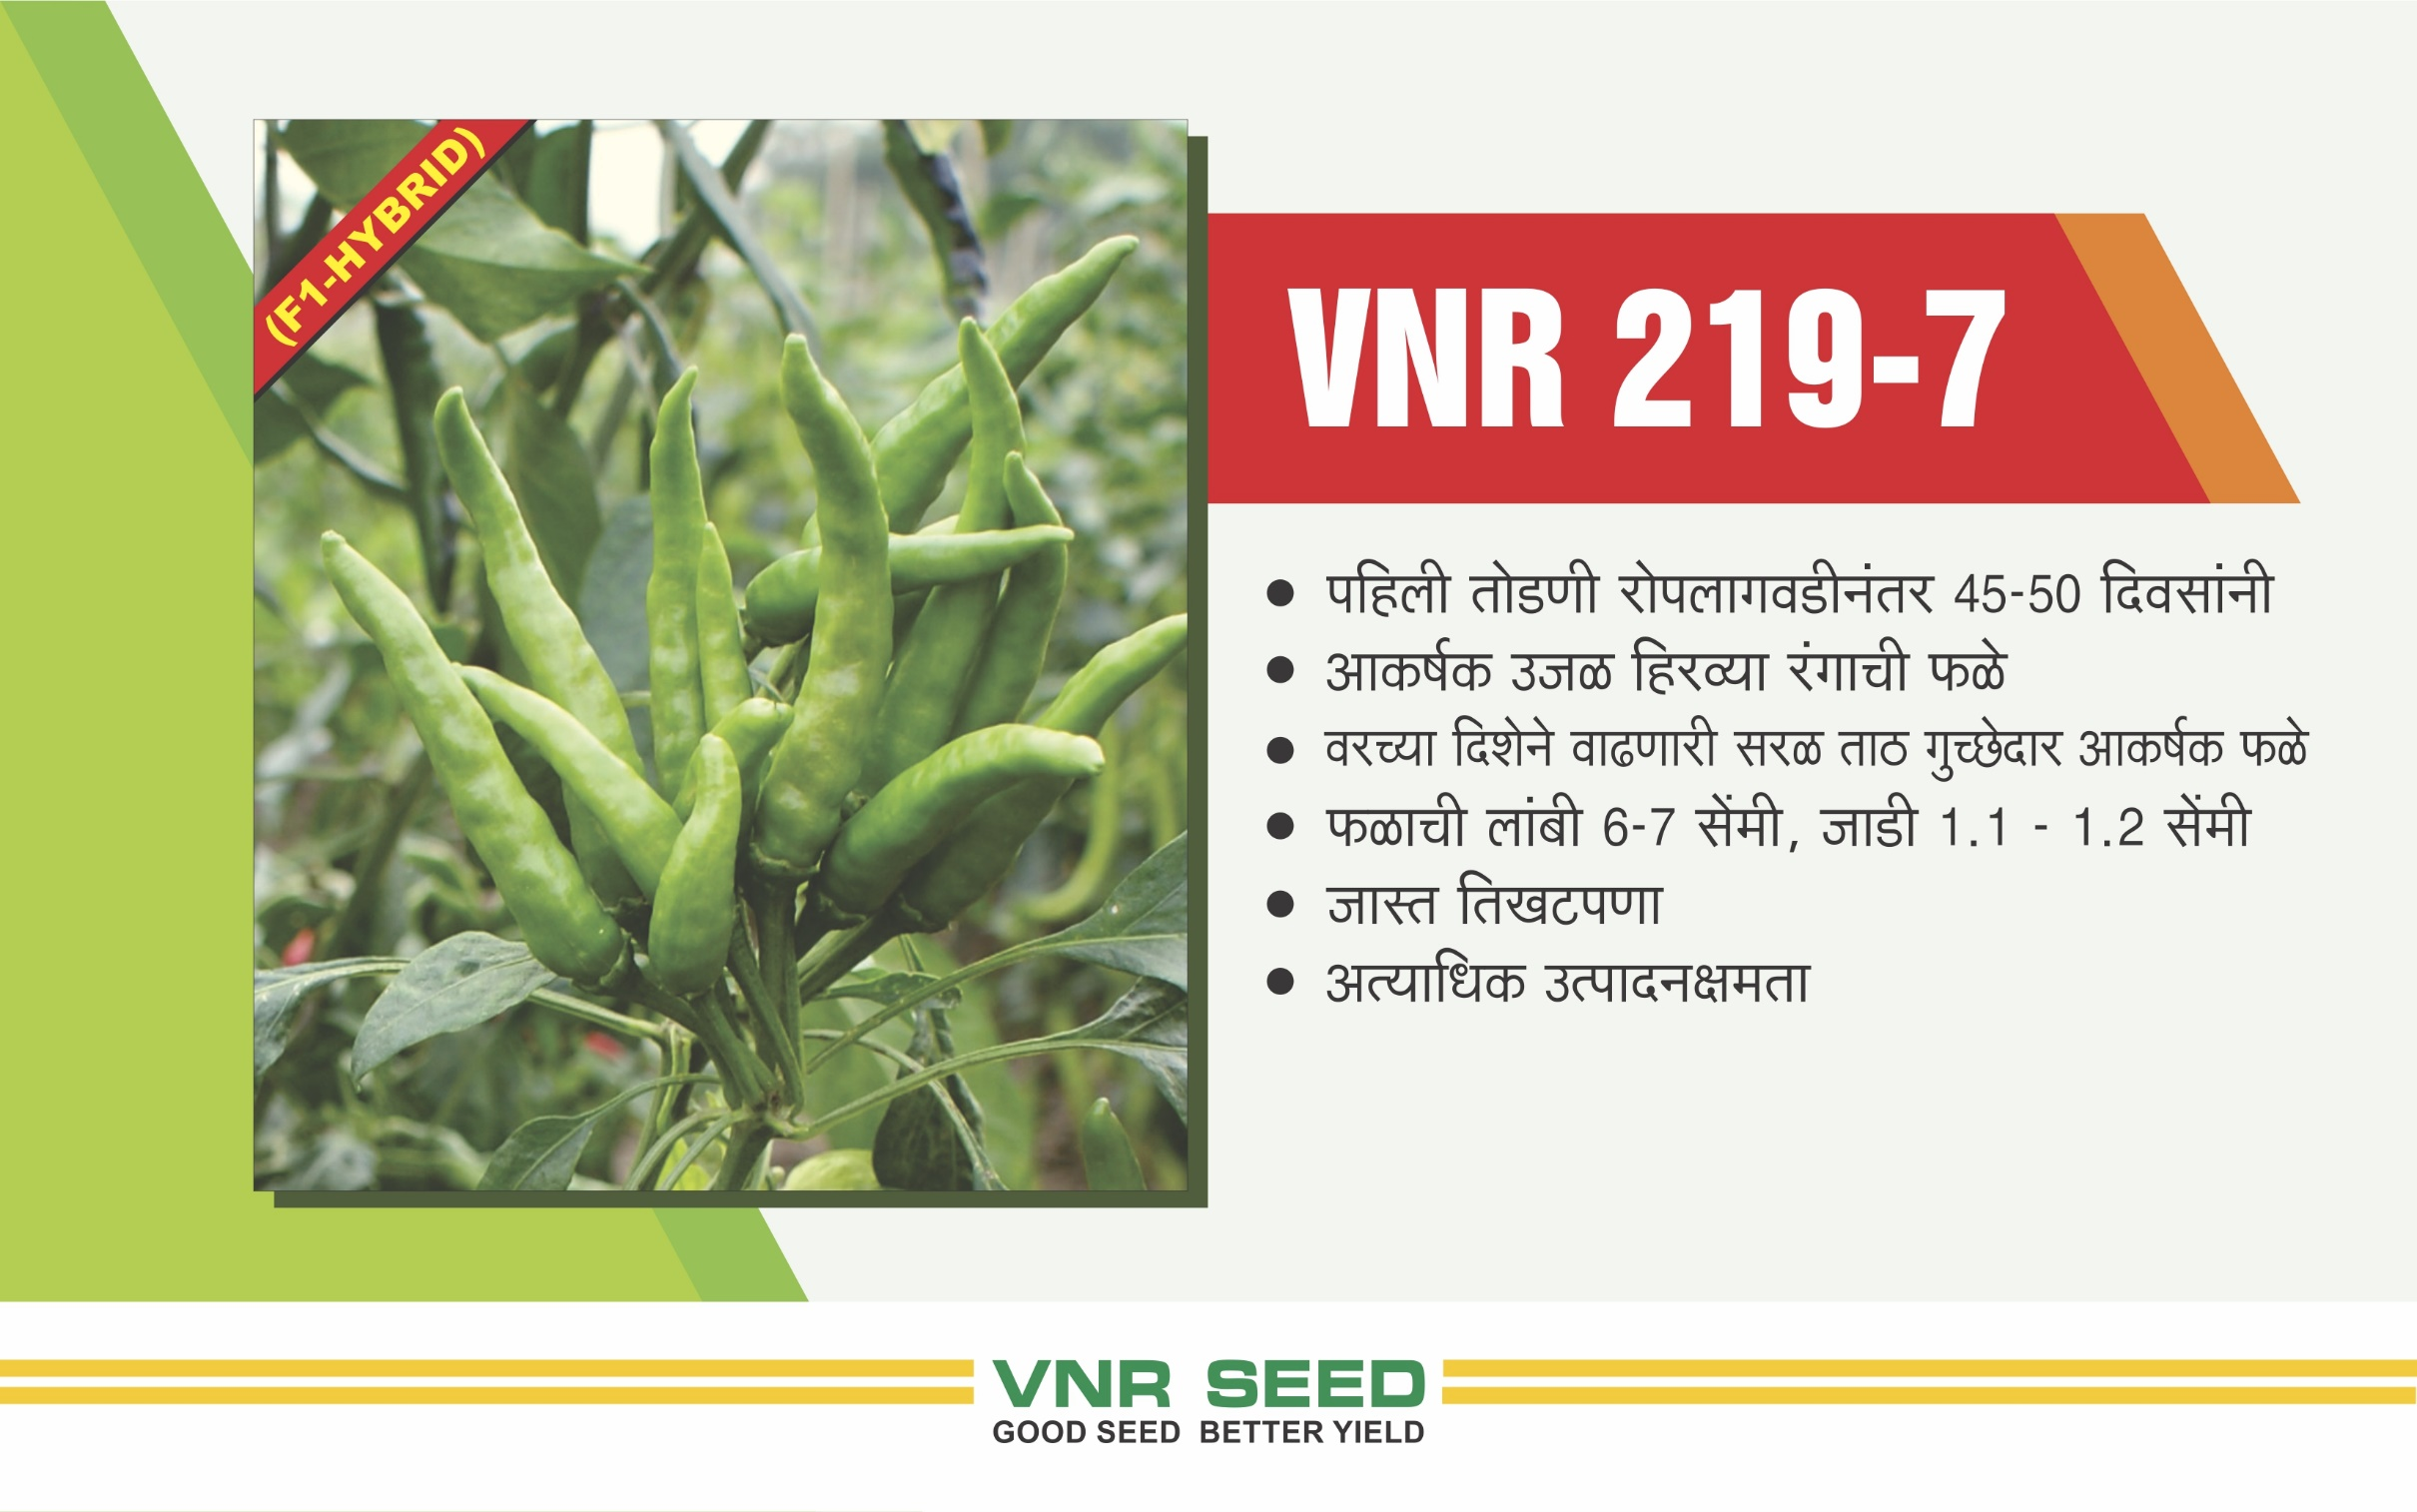 (F1-HYBRID)
VNR 219-7
● पहिली तोडणी रोपलागवडीनंतर 45-50 दिवसांनी
● आकर्षक उजळ हिरव्या रंगाची फळे
● वरच्या दिशेने वाढणारी सरळ ताठ गुच्छेदार आकर्षक फळे
● फळाची लांबी 6-7 सेंमी, जाडी 1.1 - 1.2 सेंमी
● जास्त तिखटपणा
● अत्याधिक उत्पादनक्षमता
VNR SEED
GOOD SEED BETTER YIELD